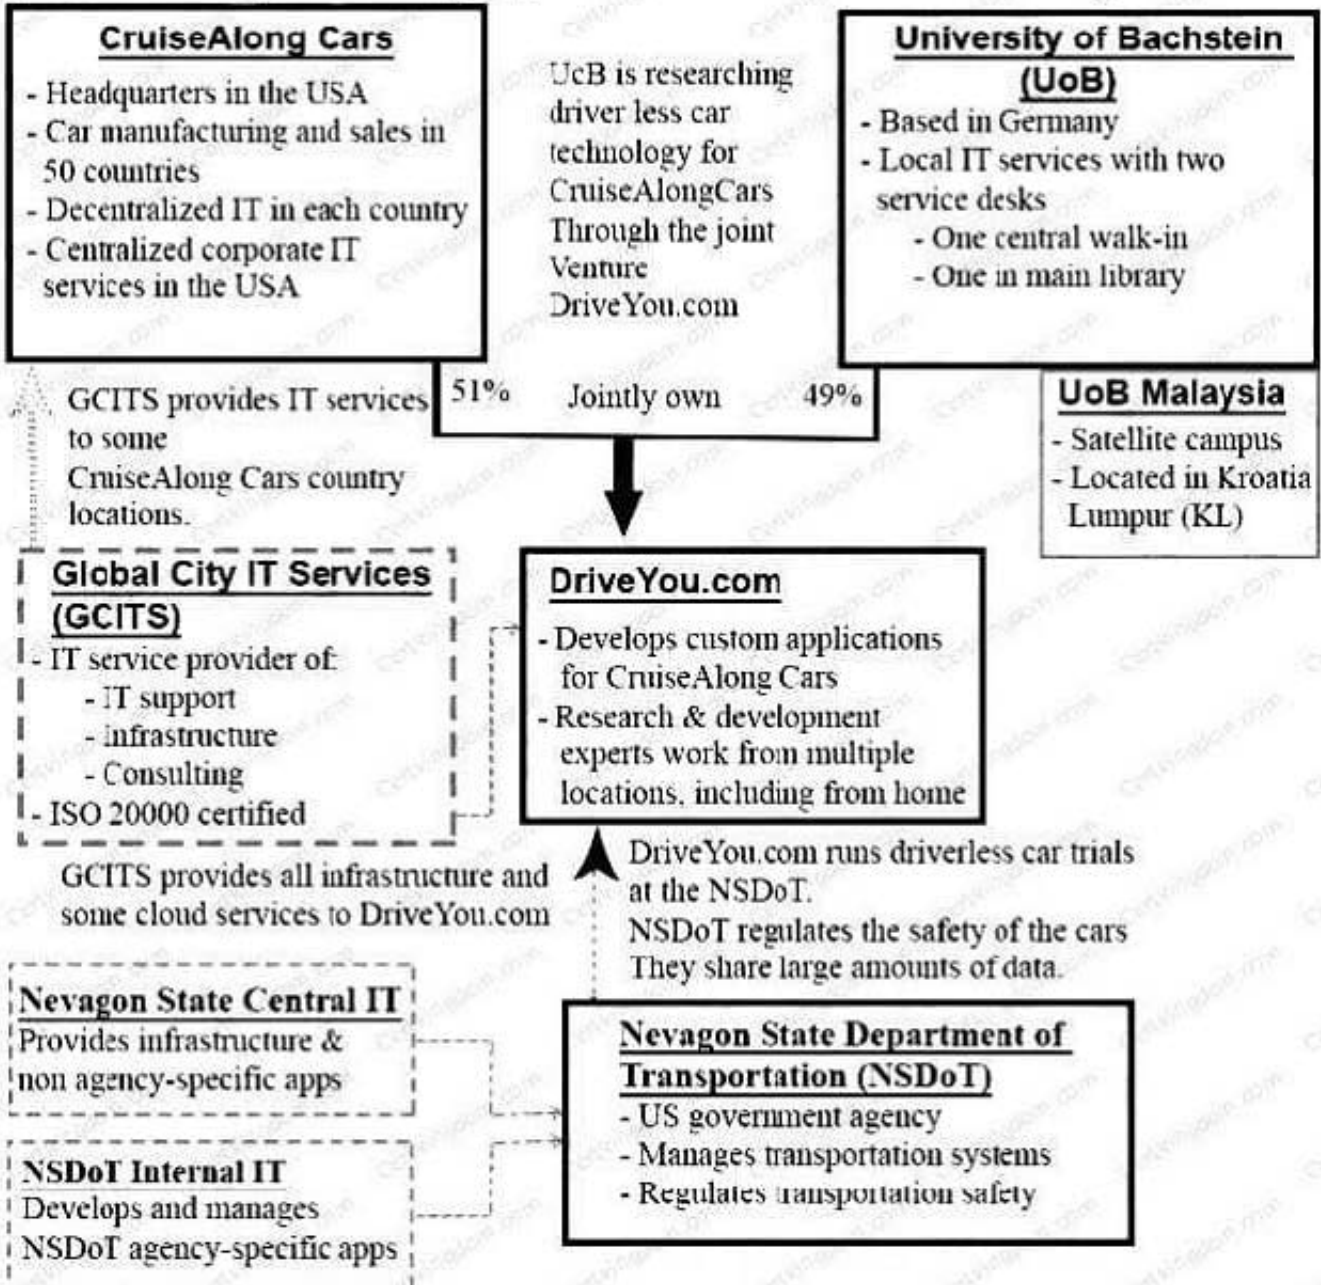 CruiseAlong Cars
- Headquarters in the USA
- Car manufacturing and sales in
50 countries
- Decentralized IT in each country
- Centralized corporate IT
services in the USA
UcB is researching
driver less car
technology for
CruiseAlongCars
Through the joint
Venture
DriveYou.com
University of Bachstein
(UoB)
- Based in Germany
- Local IT services with two
service desks
- One central walk-in
- One in main library
51% Jointly own 49%
UoB Malaysia
- Satellite campus
- Located in Kroatia
Lumpur (KL)
GCITS provides IT services
to some
CruiseAlong Cars country
locations.
Global City IT Services
(GCITS)
- IT service provider of:
- IT support
- Infrastructure
- Consulting
- ISO 20000 certified
DriveYou.com
- Develops custom applications
for CruiseAlong Cars
- Research & development
experts work from multiple
locations, including from home
GCITS provides all infrastructure and
some cloud services to DriveYou.com
DriveYou.com runs driverless car trials
at the NSDoT.
NSDoT regulates the safety of the cars
They share large amounts of data.
Nevagon State Central IT
Provides infrastructure &
non agency-specific apps
NSDoT Internal IT
Develops and manages
NSDoT agency-specific apps
Nevagon State Department of
Transportation (NSDoT)
- US government agency
- Manages transportation systems
- Regulates transportation safety